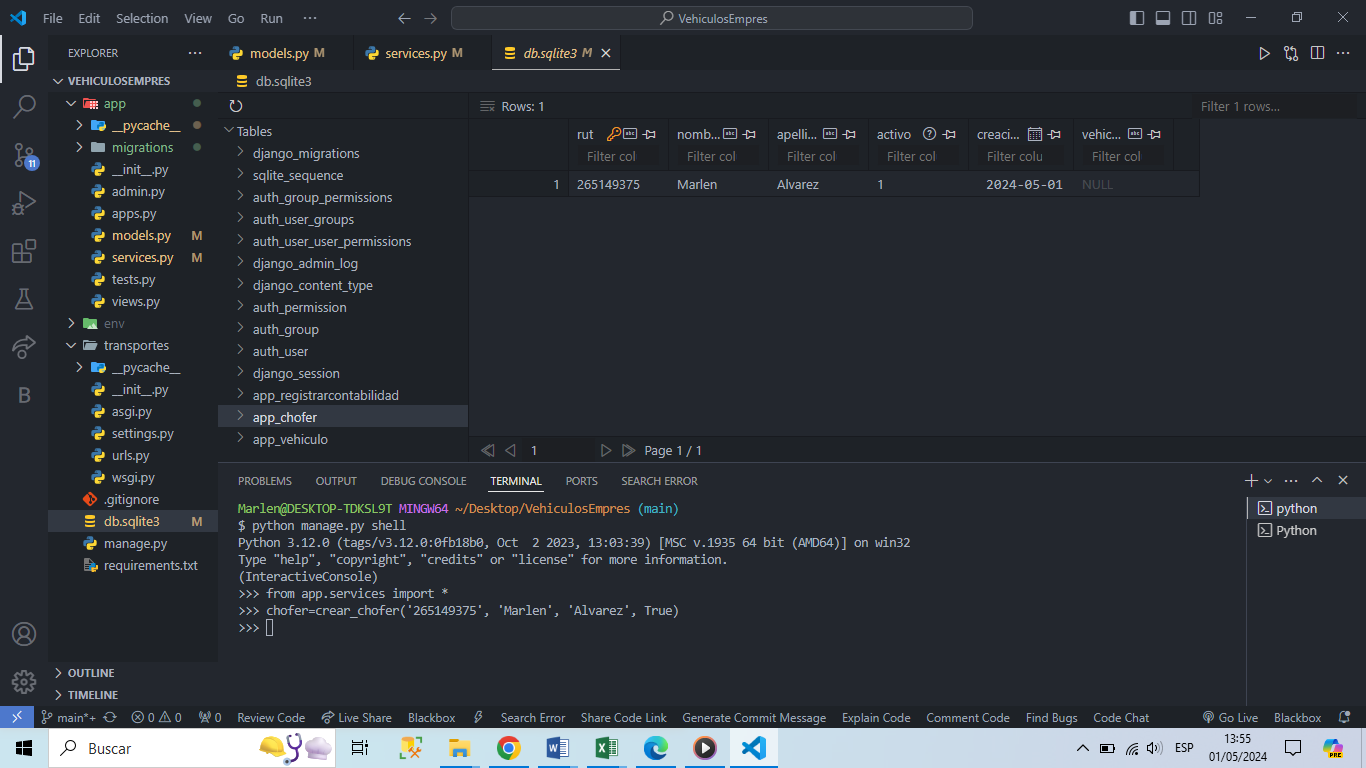 File Edit Selection View Go Run ··· VehiculosEmpres
EXPLORER ···
VEHICULOSEMPRES
app
__pycache__
migrations
__init__.py
admin.py
apps.py
models.py M
services.py M
tests.py
views.py
env
transportes
__pycache__
__init__.py
asgi.py
settings.py
urls.py
wsgi.py
.gitignore
db.sqlite3 M
manage.py
requirements.txt
OUTLINE
TIMELINE
11
B
models.py M services.py M db.sqlite3 M
db.sqlite3
Tables
django_migrations
sqlite_sequence
auth_group_permissions
auth_user_groups
auth_user_user_permissions
django_admin_log
django_content_type
auth_permission
auth_group
auth_user
django_session
app_registrarcontabilidad
app_chofer
app_vehiculo
Rows: 1 Filter 1 rows...
rut nomb... apelli... activo creaci... vehic...
Filter col Filter col Filter col Filter col Filter colu Filter col
1 265149375 Marlen Alvarez 1 2024-05-01 NULL
1 Page 1 / 1
PROBLEMS OUTPUT DEBUG CONSOLE TERMINAL PORTS SEARCH ERROR
Marlen@DESKTOP-TDKSL9T MINGW64 ~/Desktop/VehiculosEmpres (main)
$ python manage.py shell
Python 3.12.0 (tags/v3.12.0:0fb18b0, Oct  2 2023, 13:03:39) [MSC v.1935 64 bit (AMD64)] on win32
Type "help", "copyright", "credits" or "license" for more information.
(InteractiveConsole)
>>> from app.services import *
>>> chofer=crear_chofer('265149375', 'Marlen', 'Alvarez', True)
>>>
python
Python
main*+ 0 0 0 Review Code Live Share Blackbox Search Error Share Code Link Generate Commit Message Explain Code Comment Code Find Bugs Code Chat Go Live Blackbox
Buscar
ESP
13:55
01/05/2024
PRE